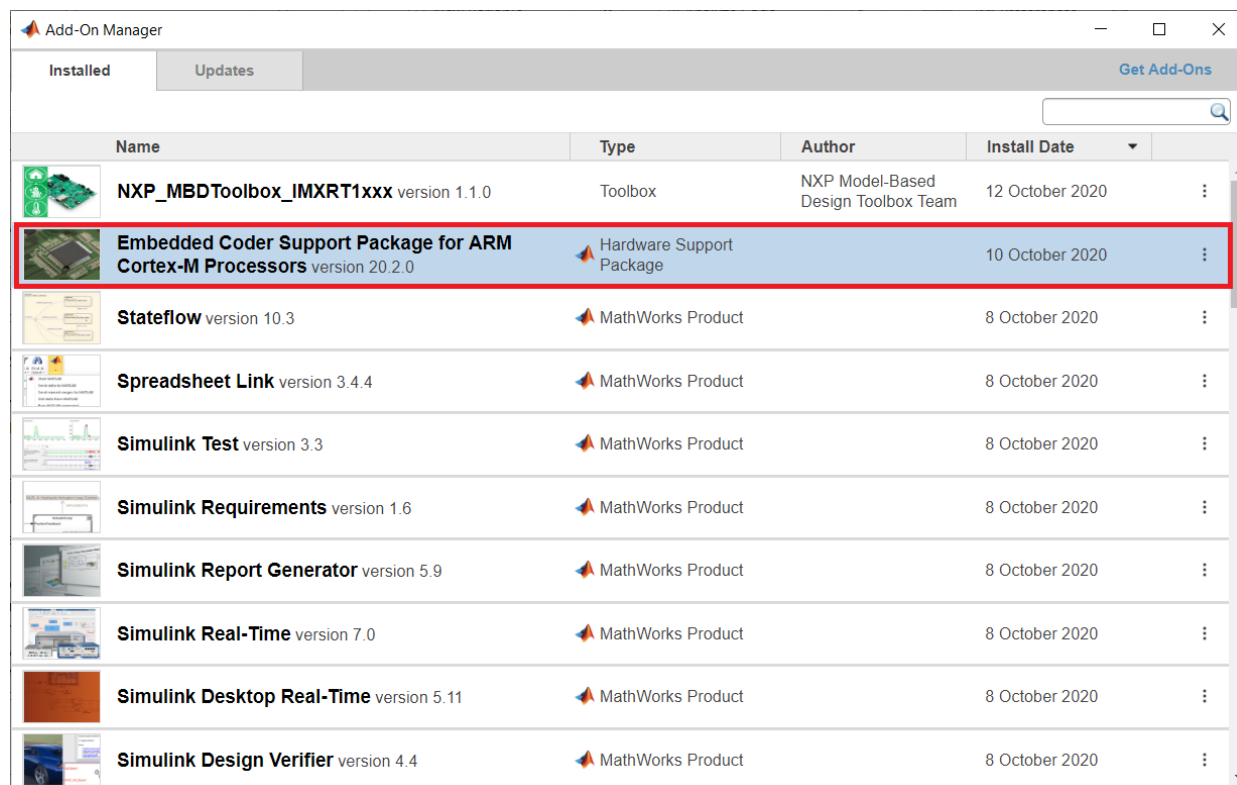 Add-On Manager
Installed
Updates
Get Add-Ons
Name
Type
Author
Install Date
NXP_MBDToolbox_IMXRT1xxx version 1.1.0
Toolbox
NXP Model-Based
Design Toolbox Team
12 October 2020
Embedded Coder Support Package for ARM
Cortex-M Processors version 20.2.0
Hardware Support
Package
10 October 2020
Stateflow version 10.3
MathWorks Product
8 October 2020
Spreadsheet Link version 3.4.4
MathWorks Product
8 October 2020
Simulink Test version 3.3
MathWorks Product
8 October 2020
Simulink Requirements version 1.6
MathWorks Product
8 October 2020
Simulink Report Generator version 5.9
MathWorks Product
8 October 2020
Simulink Real-Time version 7.0
MathWorks Product
8 October 2020
Simulink Desktop Real-Time version 5.11
MathWorks Product
8 October 2020
Simulink Design Verifier version 4.4
MathWorks Product
8 October 2020